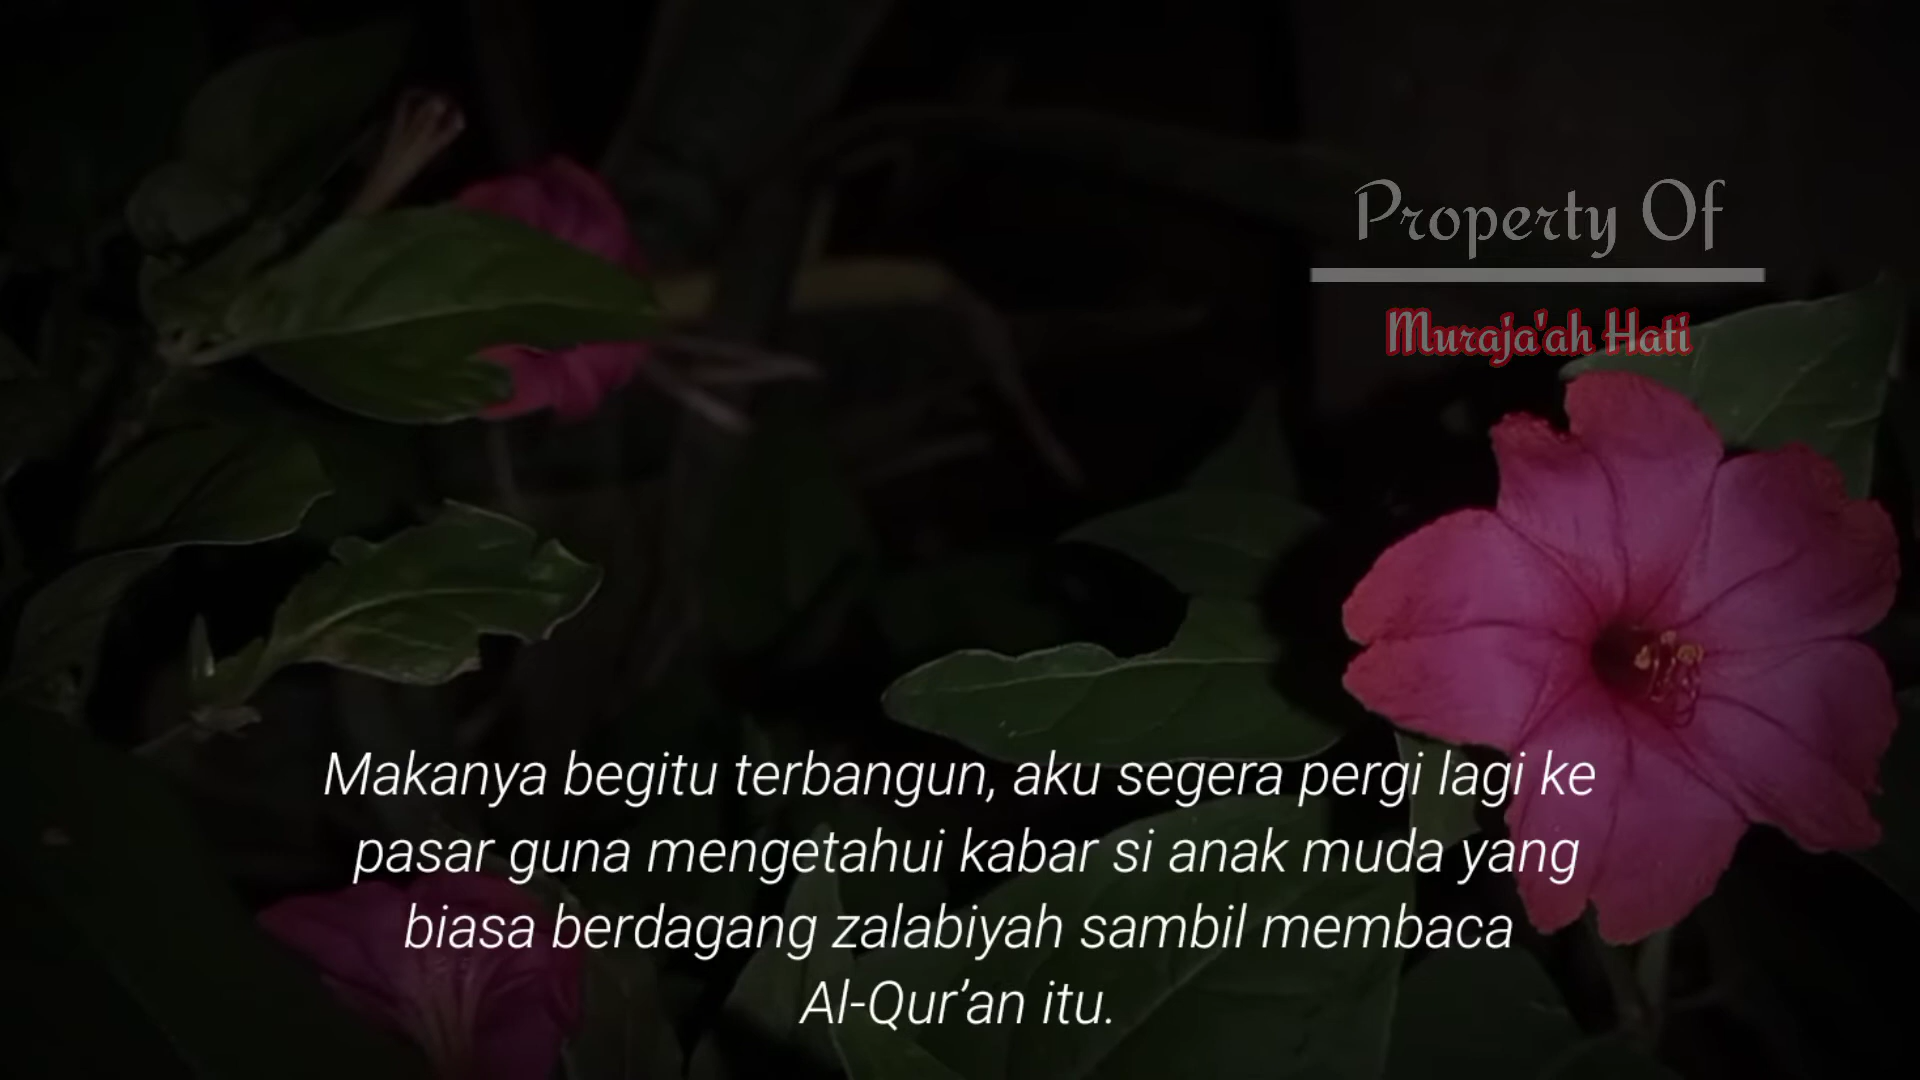 Property Of
Muraja'ah Hati
Makanya begitu terbangun, aku segera pergi lagi ke
pasar guna mengetahui kabar si anak muda yang
biasa berdagang zalabiyah sambil membaca
Al-Qur’an itu.